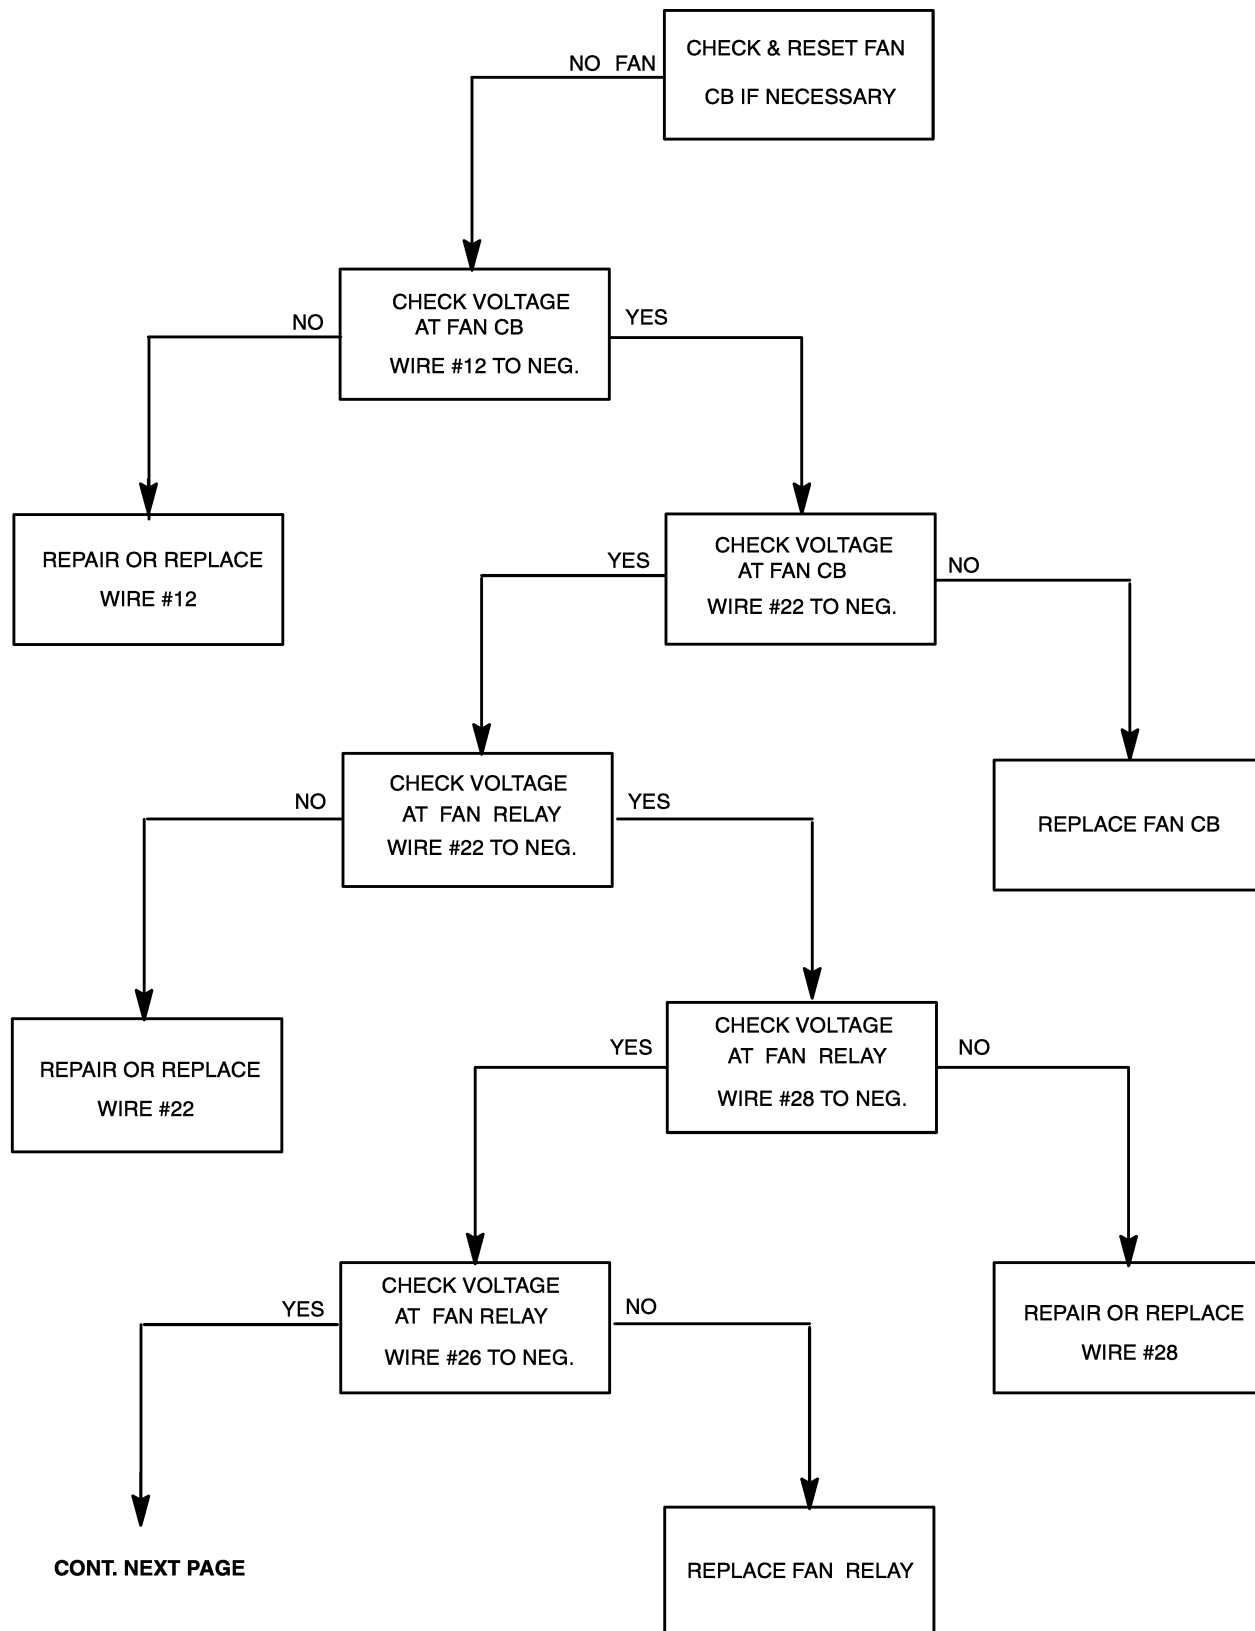 CHECK & RESET FAN
CB IF NECESSARY
NO FAN
CHECK VOLTAGE
AT FAN CB
WIRE #12 TO NEG.
NO
YES
REPAIR OR REPLACE
WIRE #12
CHECK VOLTAGE
AT FAN CB
WIRE #22 TO NEG.
YES
NO
CHECK VOLTAGE
AT FAN RELAY
WIRE #22 TO NEG.
NO
YES
REPLACE FAN CB
REPAIR OR REPLACE
WIRE #22
CHECK VOLTAGE
AT FAN RELAY
WIRE #28 TO NEG.
YES
NO
CHECK VOLTAGE
AT FAN RELAY
WIRE #26 TO NEG.
YES
NO
REPAIR OR REPLACE
WIRE #28
CONT. NEXT PAGE
REPLACE FAN RELAY